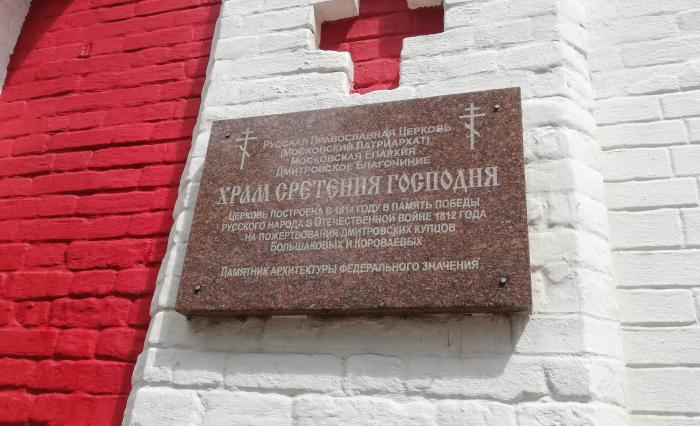 Русская Православная Церковь
(Московский Патриархат)
Московская Епархия
Дмитровское Благочиние
ХРАМ СРЕТЕНИЯ ГОСПОДНЯ
Церковь построена в 1814 году в память победы
русского народа в Отечественной войне 1812 года
на пожертвования дмитровских купцов
Большаковых и Короваевых
Памятник архитектуры федерального значения